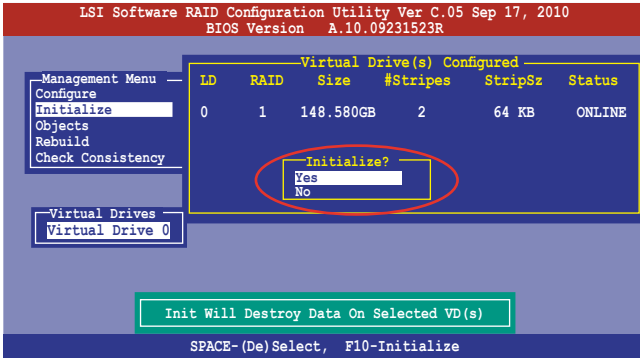 LSI Software RAID Configuration Utility Ver C.05 Sep 17, 2010
BIOS Version A.10.09231523R
Management Menu
Configure
Initialize
Objects
Rebuild
Check Consistency
Virtual Drive(s) Configured
LD RAID Size #Stripes StripSz Status
0 1 148.580GB 2 64 KB ONLINE
Initialize?
Yes
No
Virtual Drives
Virtual Drive 0
Init Will Destroy Data On Selected VD(s)
SPACE-(De)Select, F10-Initialize